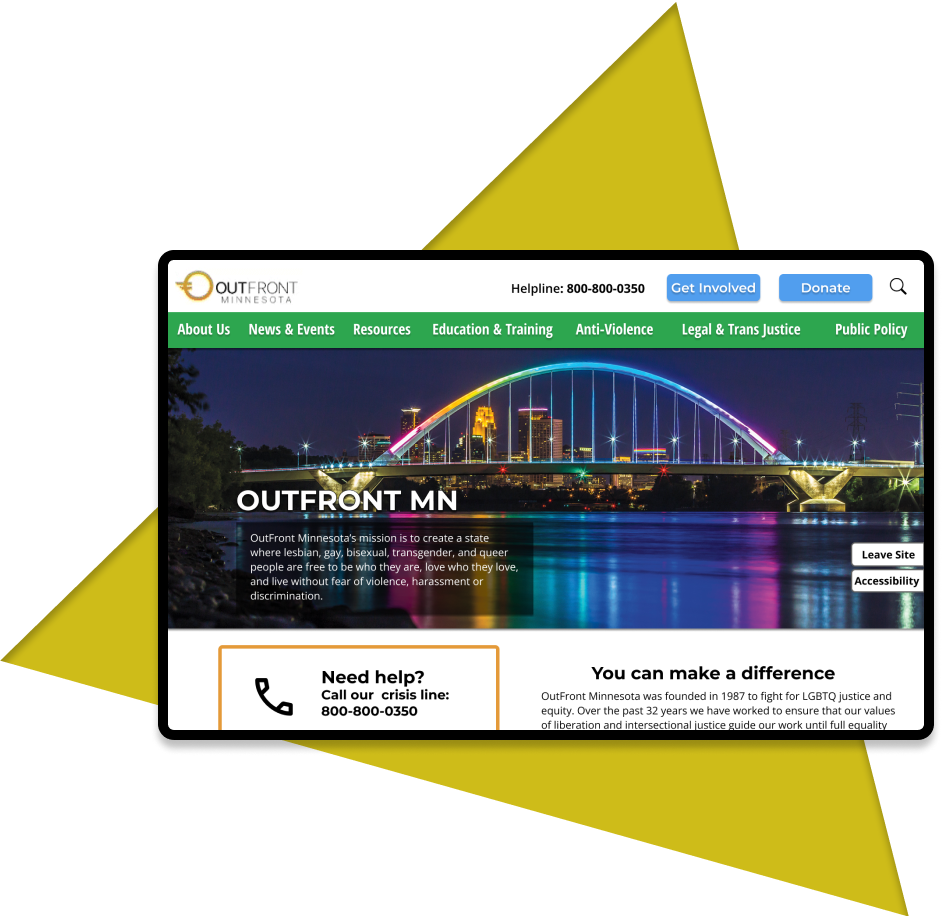 OUTFRONT
MINNESOTA
Helpline: 800-800-0350
Get Involved
Donate
About Us
News & Events
Resources
Education & Training
Anti-Violence
Legal & Trans Justice
Public Policy
OUTFRONT MN
OutFront Minnesota's mission is to create a state
where lesbian, gay, bisexual, transgender, and queer
people are free to be who they are, love who they love,
and live without fear of violence, harassment or
discrimination.
Leave Site
Accessibility
Need help?
Call our crisis line:
800-800-0350
You can make a difference
OutFront Minnesota was founded in 1987 to fight for LGBTQ justice and
equity. Over the past 32 years we have worked to ensure that our values
of liberation and intersectional justice guide our work until full equality